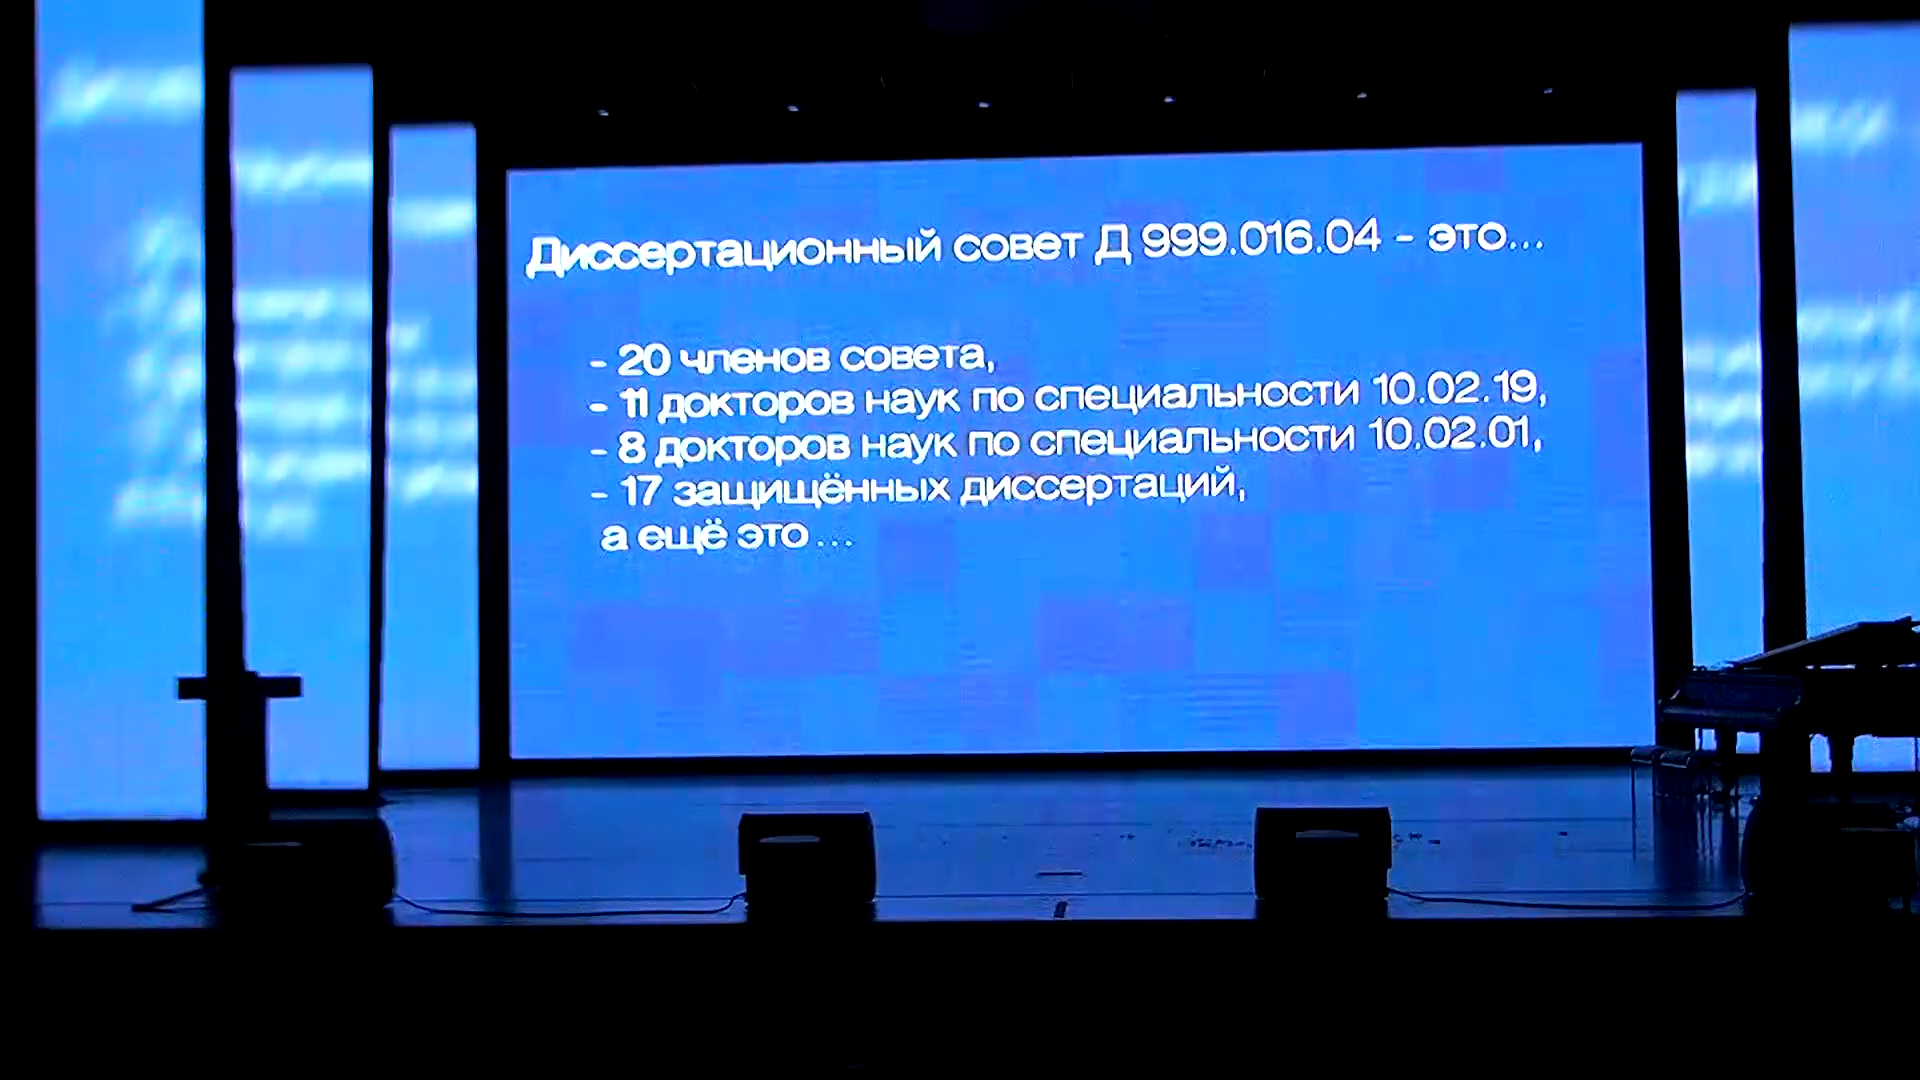 Диссертационный совет Д 999.016.04 - это...
- 20 членов совета,
- 11 докторов наук по специальности 10.02.19,
- 8 докторов наук по специальности 10.02.01,
- 17 защищённых диссертаций,
а ещё это ...